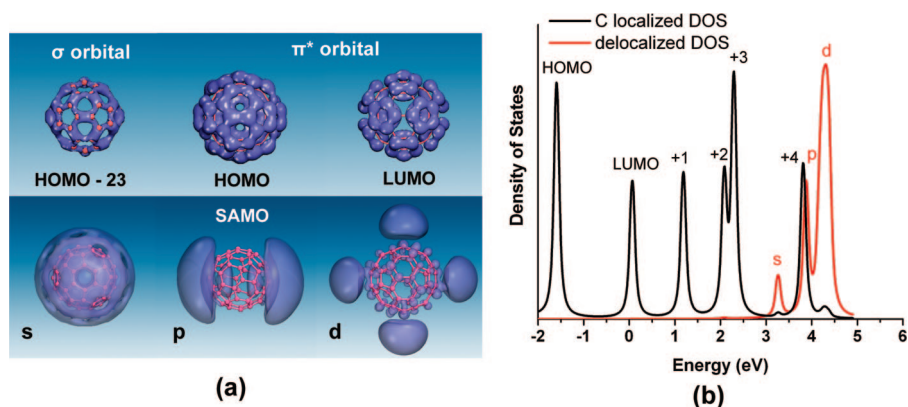 σ orbital
π* orbital
HOMO - 23
HOMO
LUMO
SAMO
s
p
d
(a)
C localized DOS
delocalized DOS
HOMO
LUMO
+1
+2
+3
+4
s
p
d
Density of States
-2 -1 0 1 2 3 4 5 6
Energy (eV)
(b)